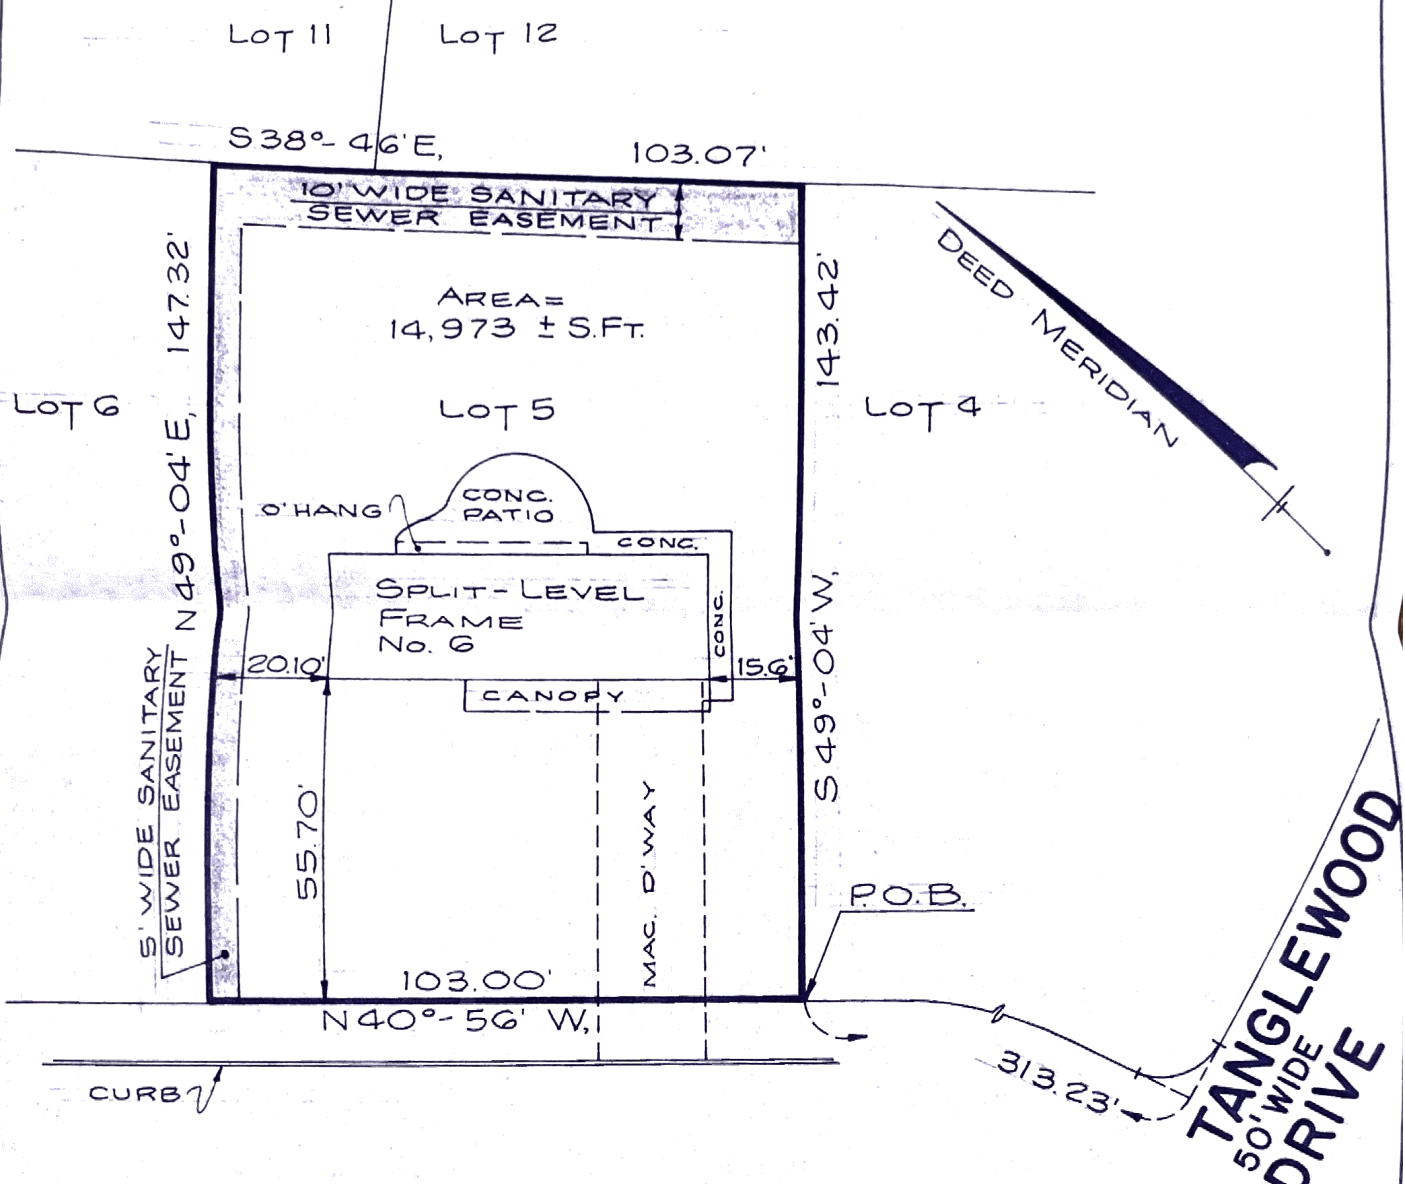 LOT 11
LOT 12
S 38°- 46' E,
103.07'
10' WIDE SANITARY
SEWER EASEMENT
DEED MERIDIAN
147.32'
N 49°-04' E,
143.42'
S 49°-04' W,
AREA=
14,973 ± S.FT.
LOT 6
LOT 5
LOT 4
O'HANG
CONC.
PATIO
CONC.
CONC.
SPLIT-LEVEL
FRAME
No. 6
20.10'
15.6'
CANOPY
5' WIDE SANITARY
SEWER EASEMENT
55.70'
MAC. D'WAY
P.O.B.
103.00'
N 40°-56' W,
CURB
313.23'
TANGLEWOOD
50' WIDE
DRIVE